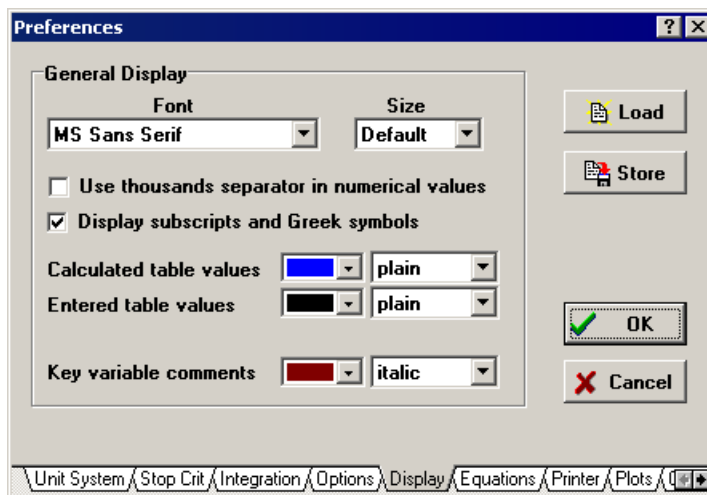 Preferences
General Display
Font Size
MS Sans Serif Default
Use thousands separator in numerical values
Display subscripts and Greek symbols
Calculated table values plain
Entered table values plain
Key variable comments italic
Load
Store
OK
Cancel
Unit System Stop Crit Integration Options Display Equations Printer Plots